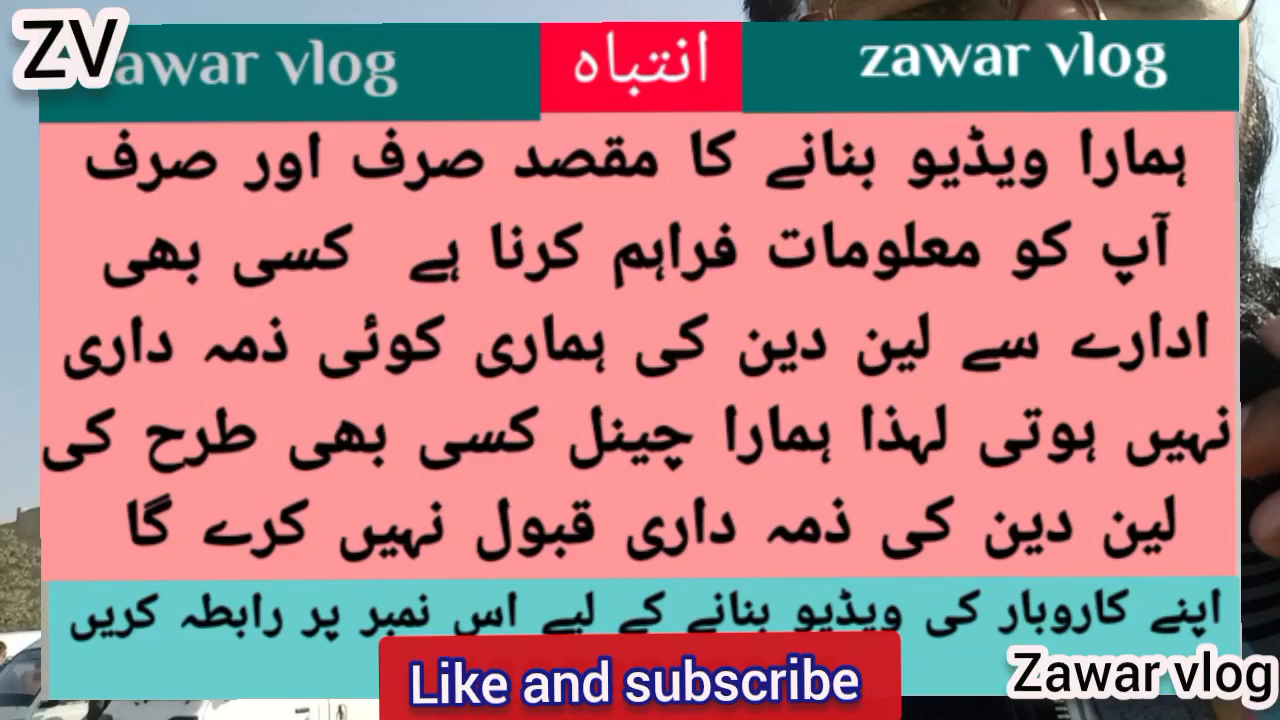 ZV
zawar vlog انتباہ zawar vlog
ہمارا ویڈیو بنانے کا مقصد صرف اور صرف
آپ کو معلومات فراہم کرنا ہے کسی بھی
ادارے سے لین دین کی ہماری کوئی ذمہ داری
نہیں ہوتی لہذا ہمارا چینل کسی بھی طرح کی
لین دین کی ذمہ داری قبول نہیں کرے گا
اپنے کاروبار کی ویڈیو بنانے کے لیے اس نمبر پر رابطہ کریں
Like and subscribe
Zawar vlog